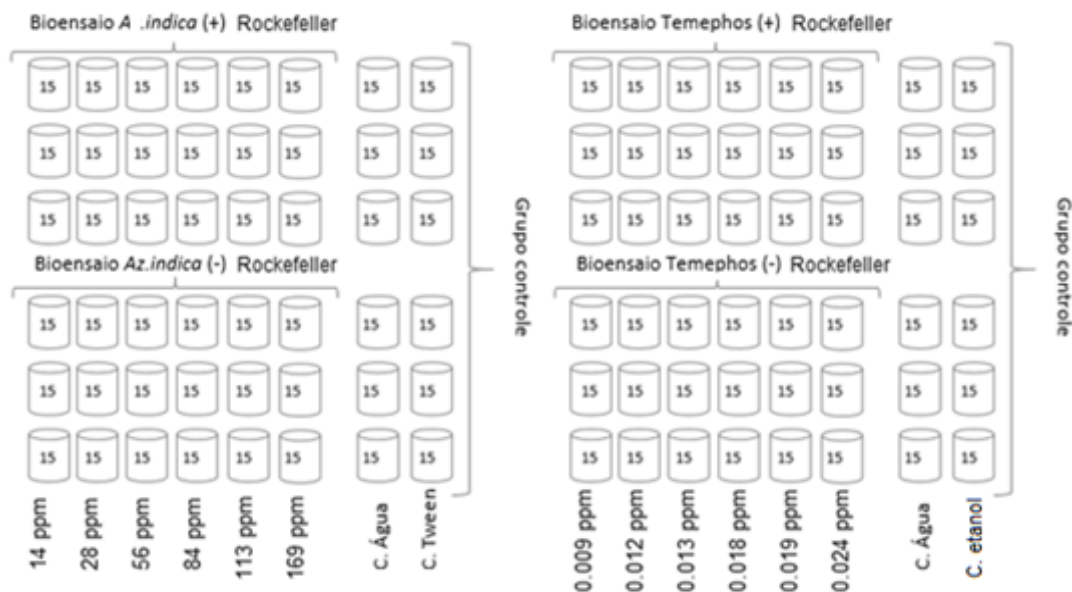 Bioensaio A .indica (+) Rockefeller
15 15 15 15 15 15 15 15
15 15 15 15 15 15 15 15
15 15 15 15 15 15 15 15
Bioensaio Az.indica (-) Rockefeller
15 15 15 15 15 15 15 15
15 15 15 15 15 15 15 15
15 15 15 15 15 15 15 15
14 ppm
28 ppm
56 ppm
84 ppm
113 ppm
169 ppm
C. Água
C. Tween
Grupo controle
Bioensaio Temephos (+) Rockefeller
15 15 15 15 15 15 15 15
15 15 15 15 15 15 15 15
15 15 15 15 15 15 15 15
Bioensaio Temephos (-) Rockefeller
15 15 15 15 15 15 15 15
15 15 15 15 15 15 15 15
15 15 15 15 15 15 15 15
0.009 ppm
0.012 ppm
0.013 ppm
0.018 ppm
0.019 ppm
0.024 ppm
C. Água
C. etanol
Grupo controle